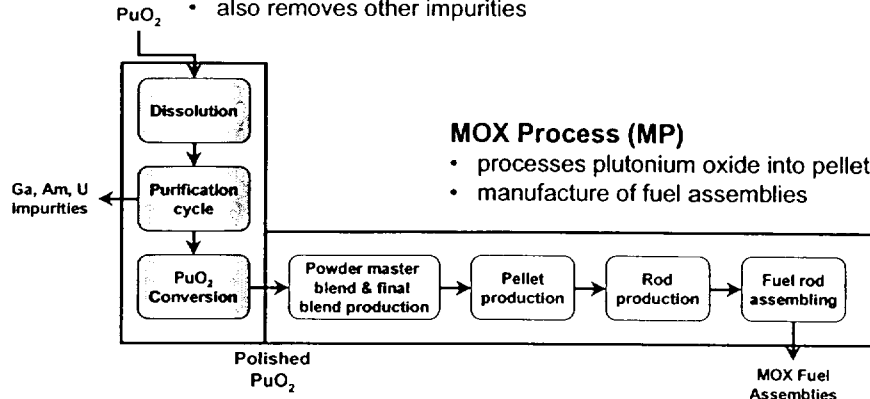 • also removes other impurities
PuO₂
Dissolution
MOX Process (MP)
• processes plutonium oxide into pellet
• manufacture of fuel assemblies
Ga, Am, U
Impurities
Purification
cycle
PuO₂
Conversion
Powder master
blend & final
blend production
Pellet
production
Rod
production
Fuel rod
assembling
Polished
PuO₂
MOX Fuel
Assemblies